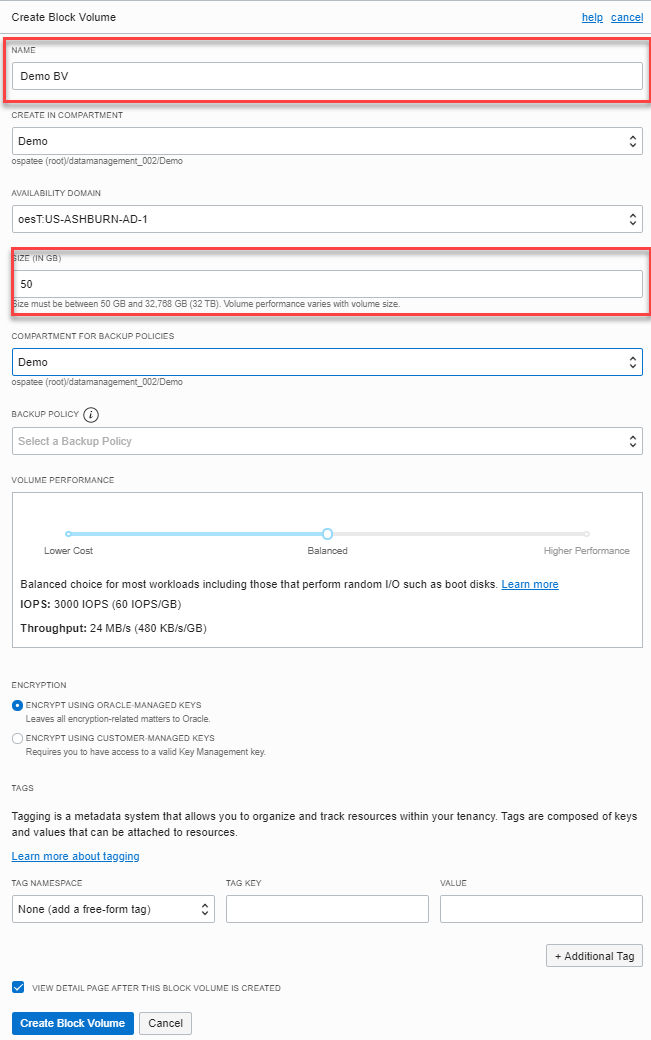 Create Block Volume help cancel
NAME
Demo BV
CREATE IN COMPARTMENT
Demo
ospatee (root)/datamanagement_002/Demo
AVAILABILITY DOMAIN
oesT:US-ASHBURN-AD-1
SIZE (IN GB)
50
Size must be between 50 GB and 32,768 GB (32 TB). Volume performance varies with volume size.
COMPARTMENT FOR BACKUP POLICIES
Demo
ospatee (root)/datamanagement_002/Demo
BACKUP POLICY i
Select a Backup Policy
VOLUME PERFORMANCE
Lower Cost Balanced Higher Performance
Balanced choice for most workloads including those that perform random I/O such as boot disks. Learn more
IOPS: 3000 IOPS (60 IOPS/GB)
Throughput: 24 MB/s (480 KB/s/GB)
ENCRYPTION
ENCRYPT USING ORACLE-MANAGED KEYS
Leaves all encryption-related matters to Oracle.
ENCRYPT USING CUSTOMER-MANAGED KEYS
Requires you to have access to a valid Key Management key.
TAGS
Tagging is a metadata system that allows you to organize and track resources within your tenancy. Tags are composed of keys
and values that can be attached to resources.
Learn more about tagging
TAG NAMESPACE TAG KEY VALUE
None (add a free-form tag)
+ Additional Tag
VIEW DETAIL PAGE AFTER THIS BLOCK VOLUME IS CREATED
Create Block Volume Cancel